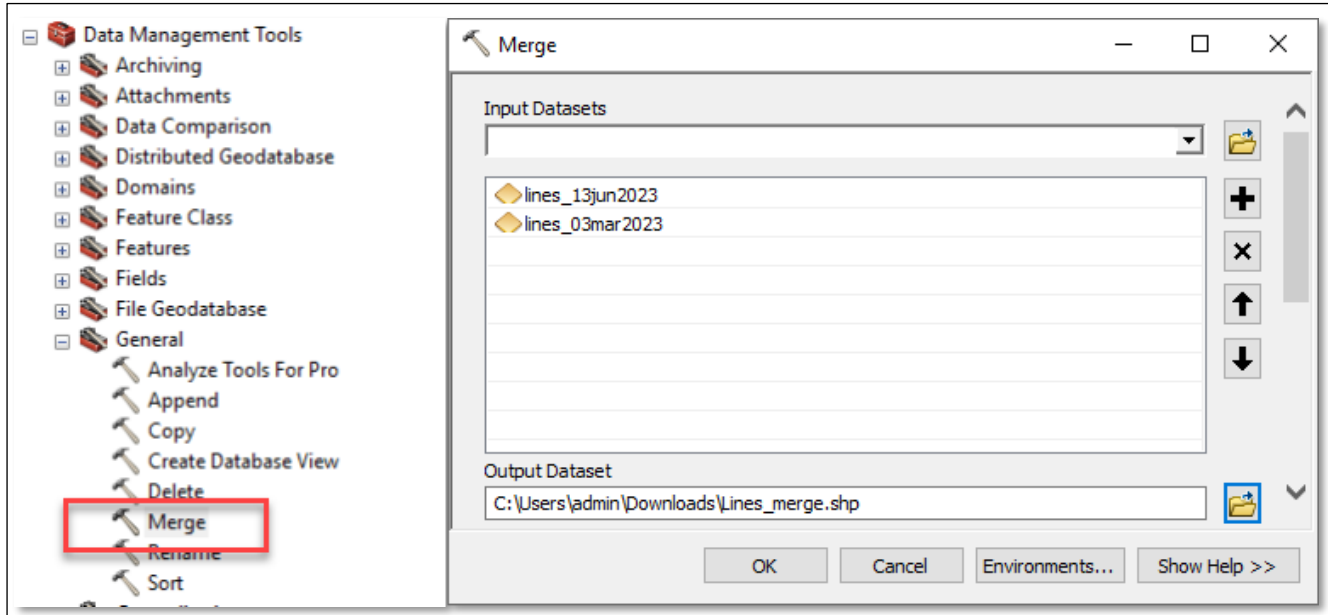 Data Management Tools
Archiving
Attachments
Data Comparison
Distributed Geodatabase
Domains
Feature Class
Features
Fields
File Geodatabase
General
Analyze Tools For Pro
Append
Copy
Create Database View
Delete
Merge
Rename
Sort
Merge
Input Datasets
lines_13jun2023
lines_03mar2023
Output Dataset
C:\Users\admin\Downloads\Lines_merge.shp
OK
Cancel
Environments...
Show Help >>